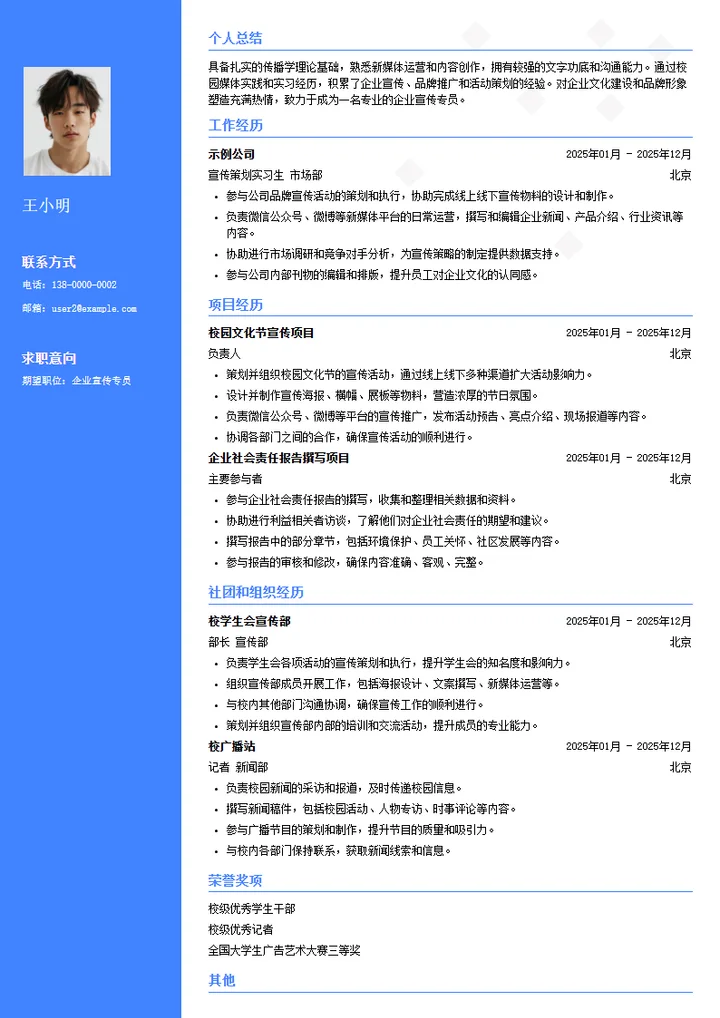 王小明
联系方式
电话：138-0000-0002
邮箱：user2@example.com
求职意向
期望职位：企业宣传专员
个人总结
具备扎实的传播学理论基础，熟悉新媒体运营和内容创作，拥有较强的文字功底和沟通能力。通过校
园媒体实践和实习经历，积累了企业宣传、品牌推广和活动策划的经验。对企业文化建设和品牌形象
塑造充满热情，致力于成为一名专业的企业宣传专员。
工作经历
示例公司 2025年01月 - 2025年12月
宣传策划实习生 市场部 北京
• 参与公司品牌宣传活动的策划和执行，协助完成线上线下宣传物料的设计和制作。
• 负责微信公众号、微博等新媒体平台的日常运营，撰写和编辑企业新闻、产品介绍、行业资讯等
内容。
• 协助进行市场调研和竞争对手分析，为宣传策略的制定提供数据支持。
• 参与公司内部刊物的编辑和排版，提升员工对企业文化的认同感。
项目经历
校园文化节宣传项目 2025年01月 - 2025年12月
负责人 北京
• 策划并组织校园文化节的宣传活动，通过线上线下多种渠道扩大活动影响力。
• 设计并制作宣传海报、横幅、展板等物料，营造浓厚的节日氛围。
• 负责微信公众号、微博等平台的宣传推广，发布活动预告、亮点介绍、现场报道等内容。
• 协调各部门之间的合作，确保宣传活动的顺利进行。
企业社会责任报告撰写项目 2025年01月 - 2025年12月
主要参与者 北京
• 参与企业社会责任报告的撰写，收集和整理相关数据和资料。
• 协助进行利益相关者访谈，了解他们对企业社会责任的期望和建议。
• 撰写报告中的部分章节，包括环境保护、员工关怀、社区发展等内容。
• 参与报告的审核和修改，确保内容准确、客观、完整。
社团和组织经历
校学生会宣传部 2025年01月 - 2025年12月
部长 宣传部 北京
• 负责学生会各项活动的宣传策划和执行，提升学生会的知名度和影响力。
• 组织宣传部成员开展工作，包括海报设计、文案撰写、新媒体运营等。
• 与校内其他部门沟通协调，确保宣传工作的顺利进行。
• 策划并组织宣传部内部的培训和交流活动，提升成员的专业能力。
校广播站 2025年01月 - 2025年12月
记者 新闻部 北京
• 负责校园新闻的采访和报道，及时传递校园信息。
• 撰写新闻稿件，包括校园活动、人物专访、时事评论等内容。
• 参与广播节目的策划和制作，提升节目的质量和吸引力。
• 与校内各部门保持联系，获取新闻线索和信息。
荣誉奖项
校级优秀学生干部
校级优秀记者
全国大学生广告艺术大赛三等奖
其他